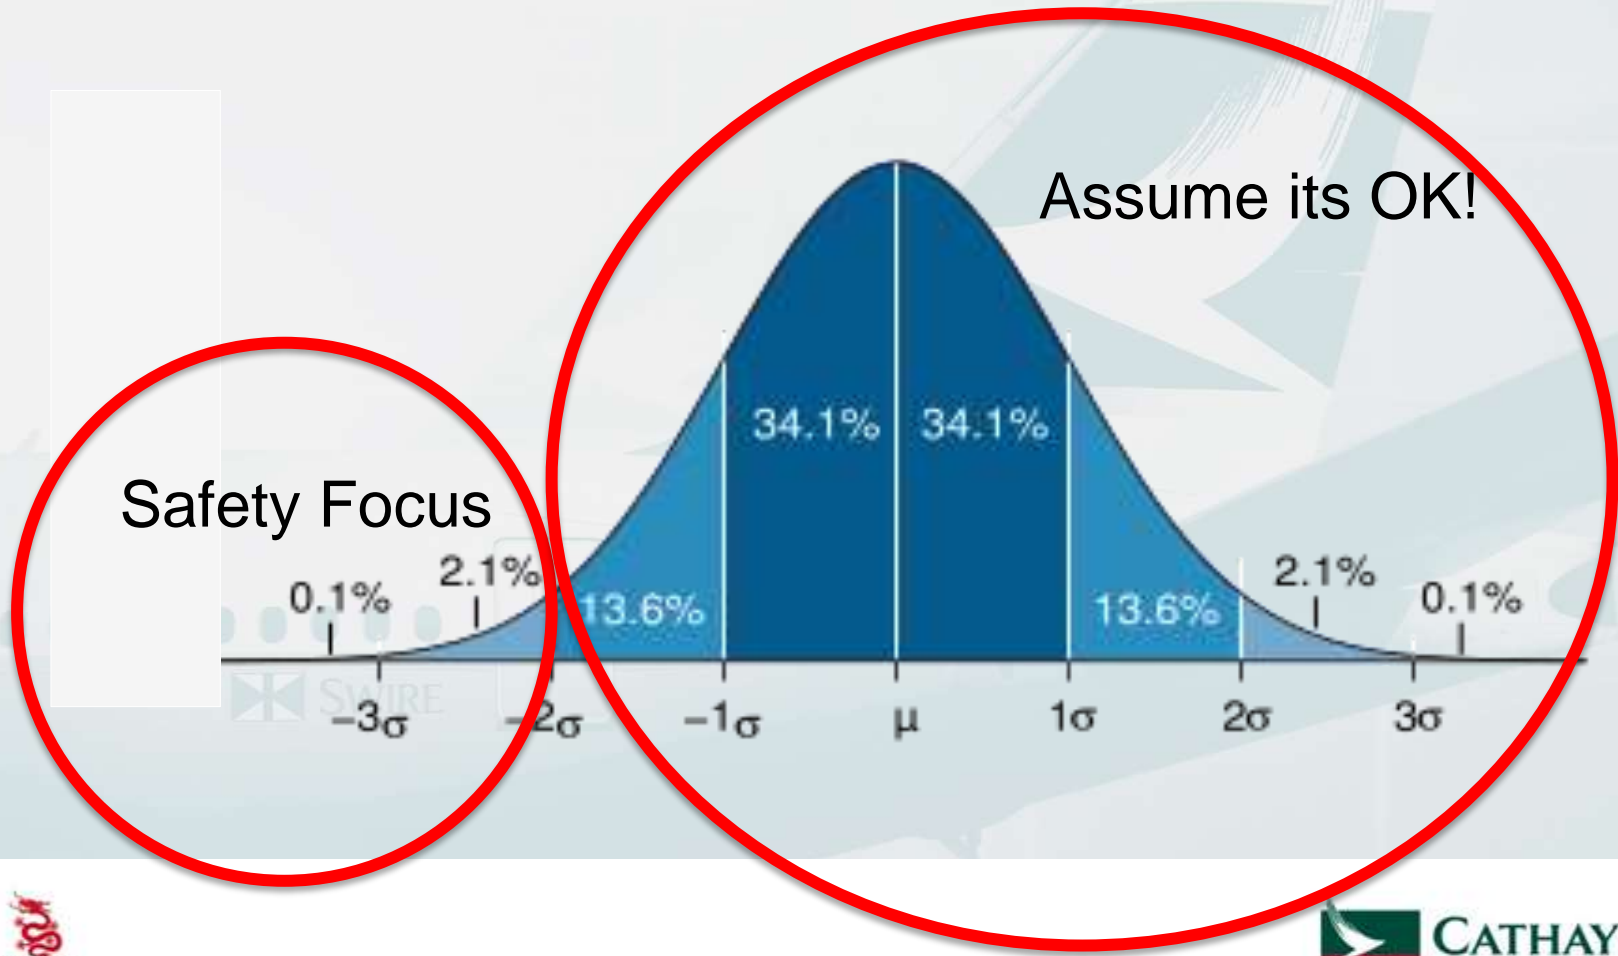 Assume its OK!
34.1% 34.1%
Safety Focus
0.1% 2.1% 13.6% 13.6% 2.1% 0.1%
SWIRE
−3σ −2σ −1σ μ 1σ 2σ 3σ
CATHAY